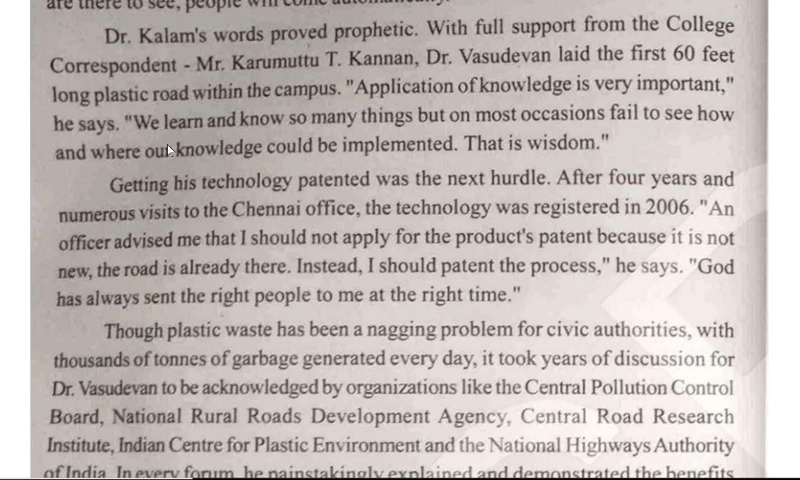 are there to see, people will come automatically.
Dr. Kalam's words proved prophetic. With full support from the College
Correspondent - Mr. Karumuttu T. Kannan, Dr. Vasudevan laid the first 60 feet
long plastic road within the campus. "Application of knowledge is very important,"
he says. "We learn and know so many things but on most occasions fail to see how
and where our knowledge could be implemented. That is wisdom."
Getting his technology patented was the next hurdle. After four years and
numerous visits to the Chennai office, the technology was registered in 2006. "An
officer advised me that I should not apply for the product's patent because it is not
new, the road is already there. Instead, I should patent the process," he says. "God
has always sent the right people to me at the right time."
Though plastic waste has been a nagging problem for civic authorities, with
thousands of tonnes of garbage generated every day, it took years of discussion for
Dr. Vasudevan to be acknowledged by organizations like the Central Pollution Control
Board, National Rural Roads Development Agency, Central Road Research
Institute, Indian Centre for Plastic Environment and the National Highways Authority
of India. In every forum, he painstakingly explained and demonstrated the benefits